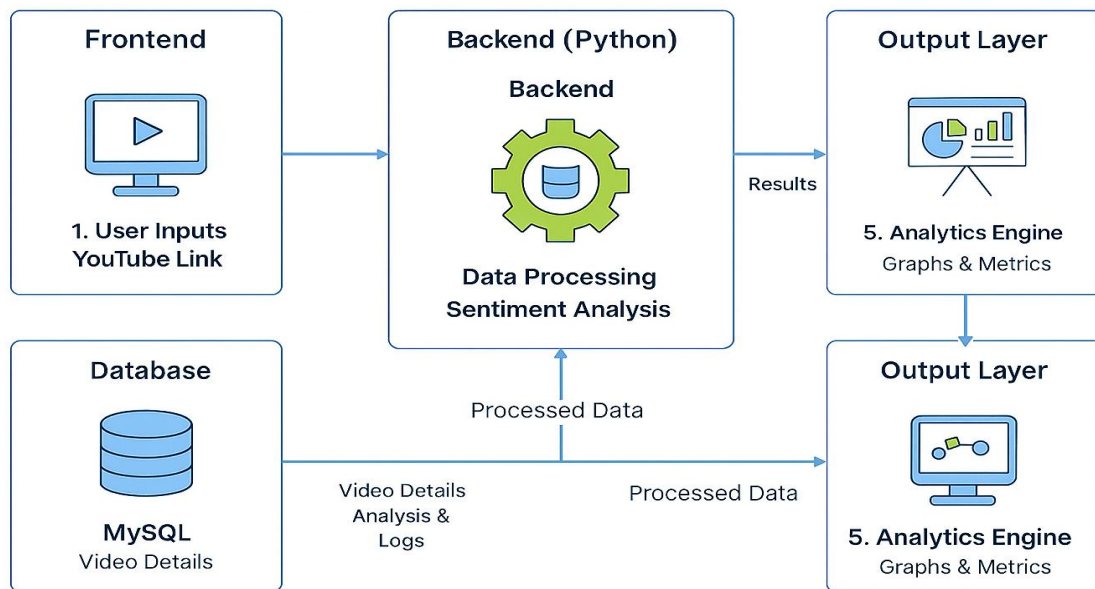 Frontend
1. User Inputs
YouTube Link
Backend (Python)
Backend
Data Processing
Sentiment Analysis
Results
Output Layer
5. Analytics Engine
Graphs & Metrics
Database
MySQL
Video Details
Processed Data
Video Details
Analysis &
Logs
Processed Data
Output Layer
5. Analytics Engine
Graphs & Metrics